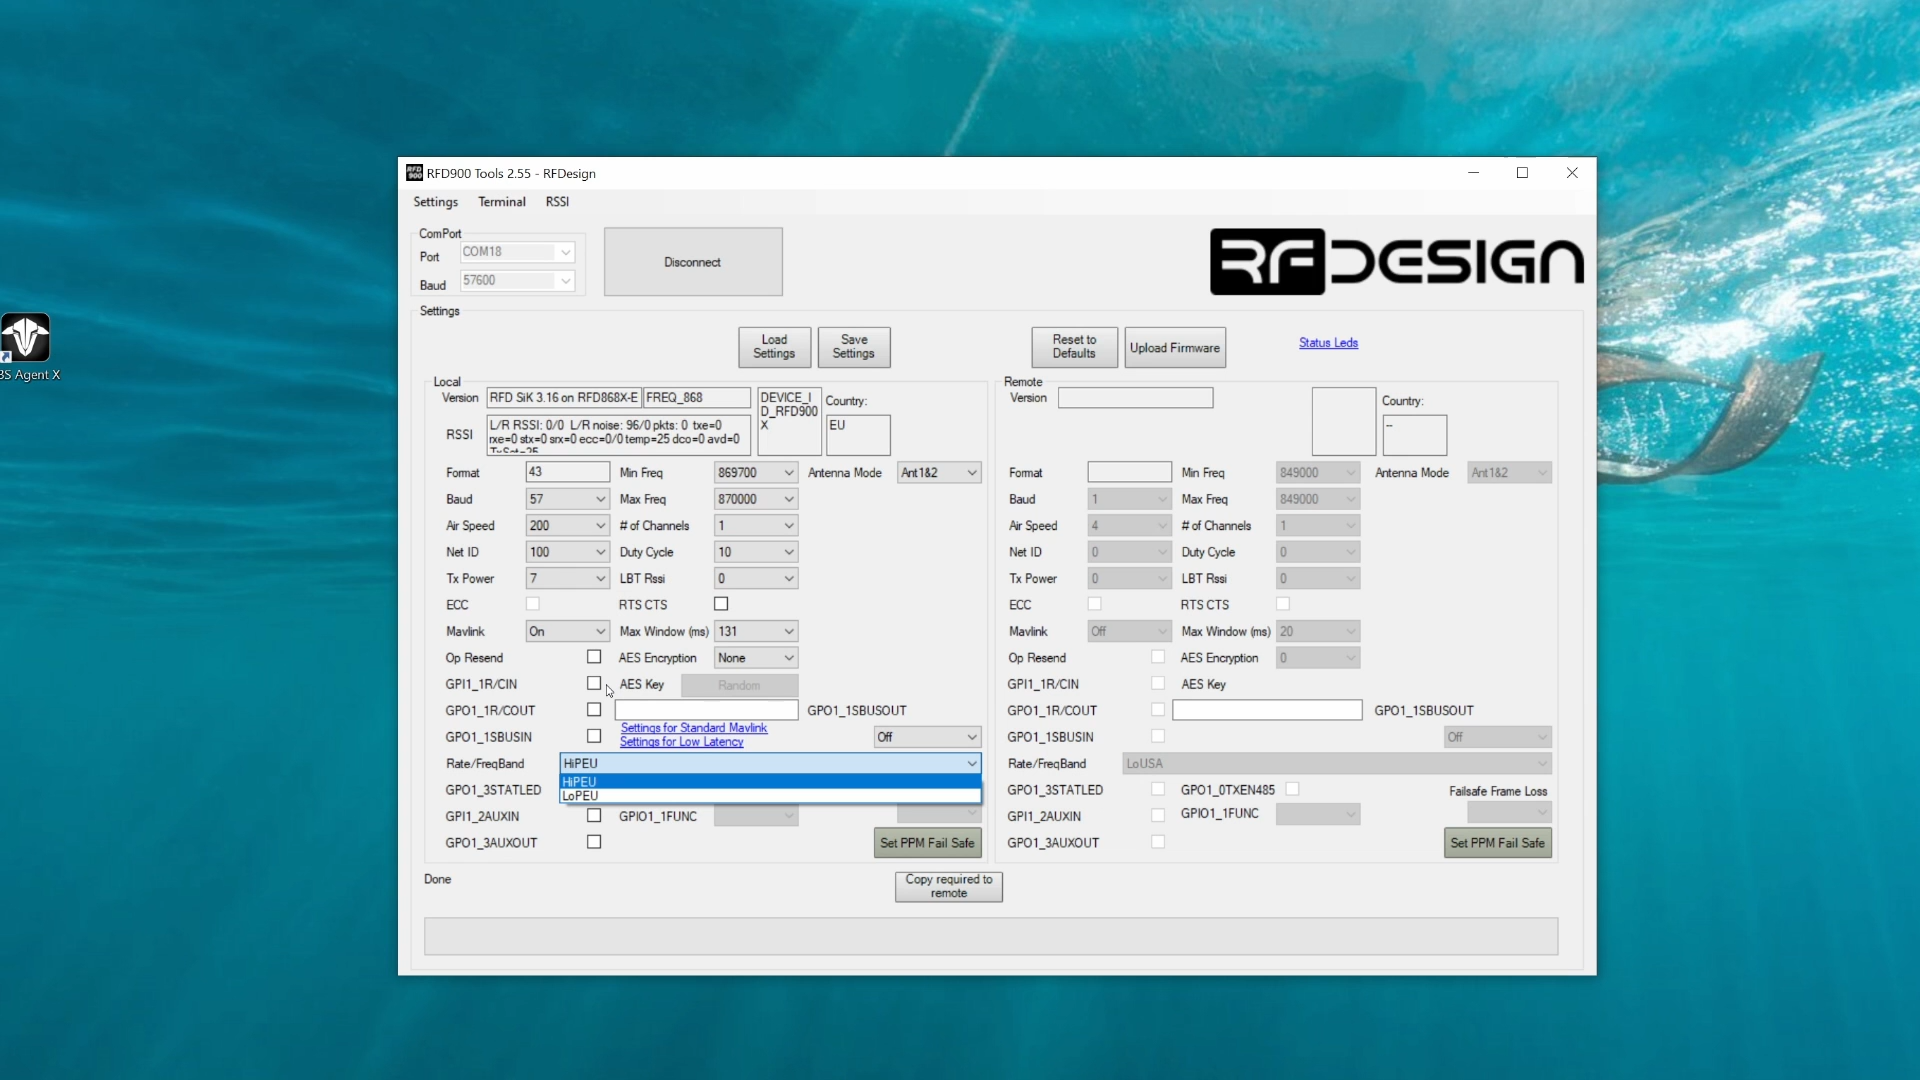 RFD900 Tools 2.55 - RFDesign
Settings Terminal RSSI
ComPort
Port COM18
Baud 57600
Disconnect
RFDESIGN
BS Agent X
Settings
Load Settings
Save Settings
Reset to Defaults
Upload Firmware
Status Leds
Local
Version RFD SiK 3.16 on RFD868X-E FREQ_868
DEVICE_I
D_RFD900
X
Country:
EU
RSSI
L/R RSSI: 0/0 L/R noise: 96/0 pkts: 0 txe=0
rxe=0 stx=0 srx=0 ecc=0/0 temp=25 dco=0 avd=0
Format 43 Min Freq 869700 Antenna Mode Ant1&2
Baud 57 Max Freq 870000
Air Speed 200 # of Channels 1
Net ID 100 Duty Cycle 10
Tx Power 7 LBT Rssi 0
ECC RTS CTS
Mavlink On Max Window (ms) 131
Op Resend AES Encryption None
GPI1_1R/CIN AES Key Random
GPO1_1R/COUT GPO1_1SBUSOUT
Settings for Standard Mavlink
GPO1_1SBUSIN Settings for Low Latency Off
Rate/FreqBand HiPEU
HiPEU
LoPEU
GPO1_3STATLED
GPI1_2AUXIN GPIO1_1FUNC
GPO1_3AUXOUT Set PPM Fail Safe
Remote
Version
Country:
--
Format Min Freq 849000 Antenna Mode Ant1&2
Baud 1 Max Freq 849000
Air Speed 4 # of Channels 1
Net ID 0 Duty Cycle 0
Tx Power 0 LBT Rssi 0
ECC RTS CTS
Mavlink Off Max Window (ms) 20
Op Resend AES Encryption 0
GPI1_1R/CIN AES Key
GPO1_1R/COUT GPO1_1SBUSOUT
GPO1_1SBUSIN Off
Rate/FreqBand LoUSA
GPO1_3STATLED GPO1_0TXEN485 Failsafe Frame Loss
GPI1_2AUXIN GPIO1_1FUNC
GPO1_3AUXOUT Set PPM Fail Safe
Done
Copy required to
remote